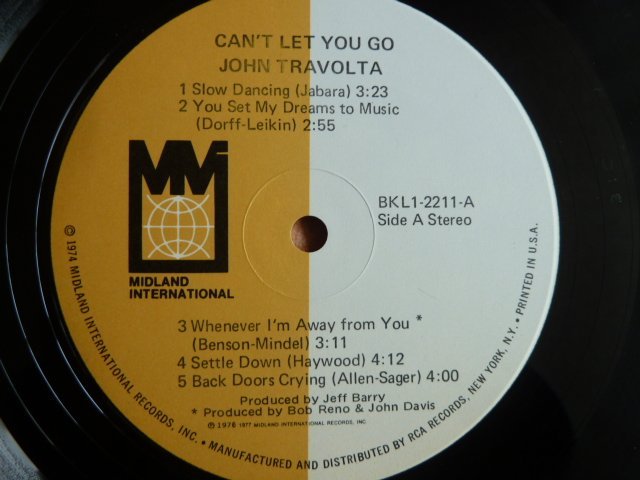 CAN'T LET YOU GO
JOHN TRAVOLTA
1 Slow Dancing (Jabara) 3:23
2 You Set My Dreams to Music
(Dorff-Leikin) 2:55
MM
BKL1-2211-A
Side A Stereo
MIDLAND
INTERNATIONAL
3 Whenever I'm Away from You *
(Benson-Mindel) 3:11
4 Settle Down (Haywood) 4:12
5 Back Doors Crying (Allen-Sager) 4:00
Produced by Jeff Barry
* Produced by Bob Reno & John Davis
℗ 1976 1977 MIDLAND INTERNATIONAL RECORDS, INC.
© 1974 MIDLAND INTERNATIONAL RECORDS, INC. • MANUFACTURED AND DISTRIBUTED BY RCA RECORDS, NEW YORK, N.Y. • PRINTED IN U.S.A.